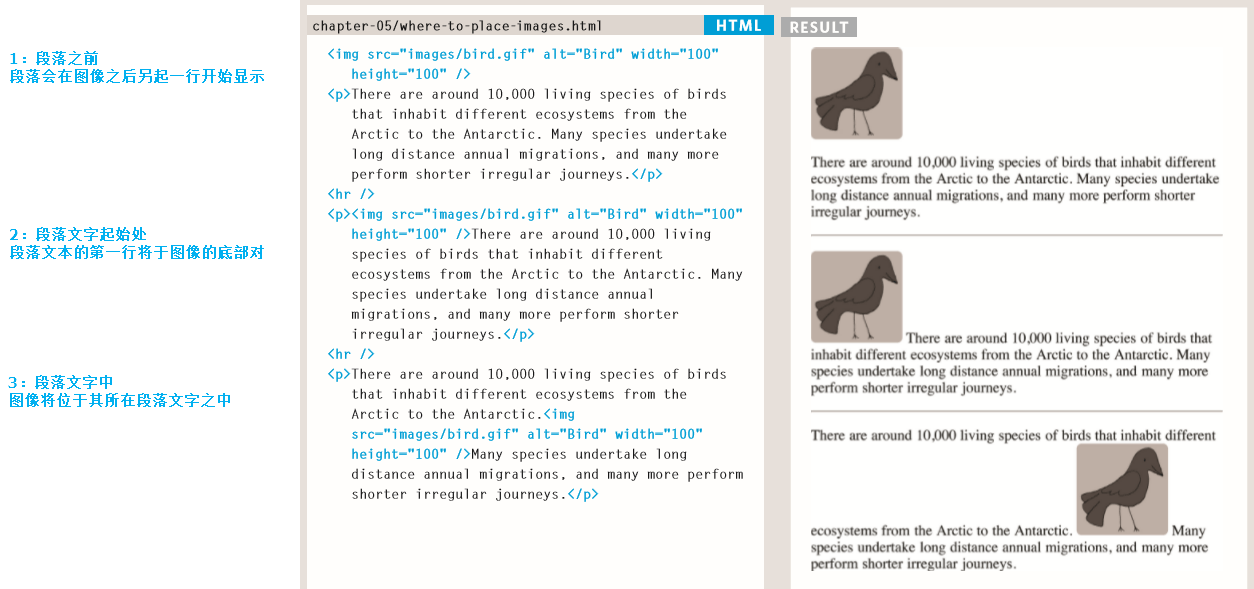 1：段落之前
段落会在图像之后另起一行开始显示
2：段落文字起始处
段落文本的第一行将于图像的底部对
3：段落文字中
图像将位于其所在段落文字之中
chapter-05/where-to-place-images.html
HTML
<img src="images/bird.gif" alt="Bird" width="100"
height="100" />
<p>There are around 10,000 living species of birds
that inhabit different ecosystems from the
Arctic to the Antarctic. Many species undertake
long distance annual migrations, and many more
perform shorter irregular journeys.</p>
<hr />
<p><img src="images/bird.gif" alt="Bird" width="100"
height="100" />There are around 10,000 living
species of birds that inhabit different
ecosystems from the Arctic to the Antarctic. Many
species undertake long distance annual
migrations, and many more perform shorter
irregular journeys.</p>
<hr />
<p>There are around 10,000 living species of birds
that inhabit different ecosystems from the
Arctic to the Antarctic.<img
src="images/bird.gif" alt="Bird" width="100"
height="100" />Many species undertake long
distance annual migrations, and many more perform
shorter irregular journeys.</p>
RESULT
There are around 10,000 living species of birds that inhabit different
ecosystems from the Arctic to the Antarctic. Many species undertake
long distance annual migrations, and many more perform shorter
irregular journeys.
There are around 10,000 living species of birds that
inhabit different ecosystems from the Arctic to the Antarctic. Many
species undertake long distance annual migrations, and many more
perform shorter irregular journeys.
There are around 10,000 living species of birds that inhabit different
ecosystems from the Arctic to the Antarctic. Many
species undertake long distance annual migrations, and many more
perform shorter irregular journeys.